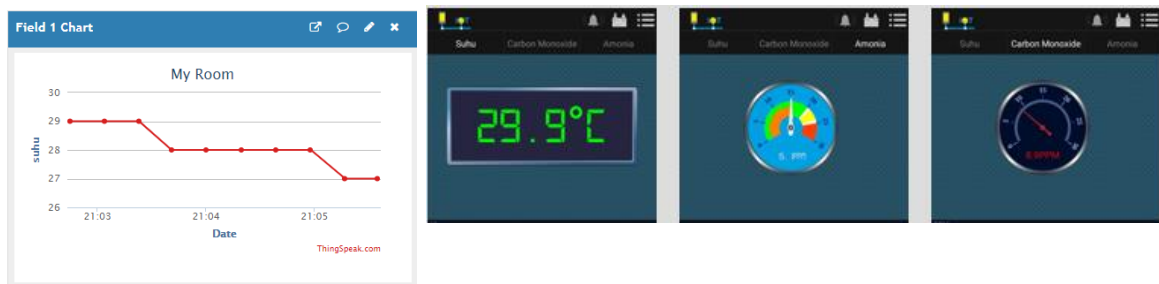 Field 1 Chart
My Room
30
29
28
27
26
suhu
21:03 21:04 21:05
Date
ThingSpeak.com
Suhu Carbon Monoxide Amonia
29.9°C
Suhu Carbon Monoxide Amonia
Suhu Carbon Monoxide Amonia